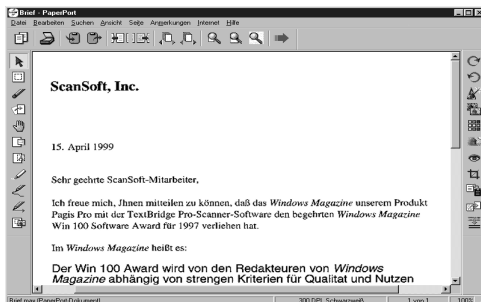 Brief - PaperPort
Datei Bearbeiten Suchen Ansicht Seite Anmerkungen Internet Hilfe
ScanSoft, Inc.
15. April 1999
Sehr geehrte ScanSoft-Mitarbeiter,
Ich freue mich, Ihnen mitteilen zu können, daß das Windows Magazine unserem Produkt
Pagis Pro mit der TextBridge Pro-Scanner-Software den begehrten Windows Magazine
Win 100 Software Award für 1997 verliehen hat.
Im Windows Magazine heißt es:
Der Win 100 Award wird von den Redakteuren von Windows
Magazine abhängig von strengen Kriterien für Qualitat und Nutzen
Brief.max (PaperPort-Dokument) 300 DPI, Schwarzweiß 1 von 1 100%